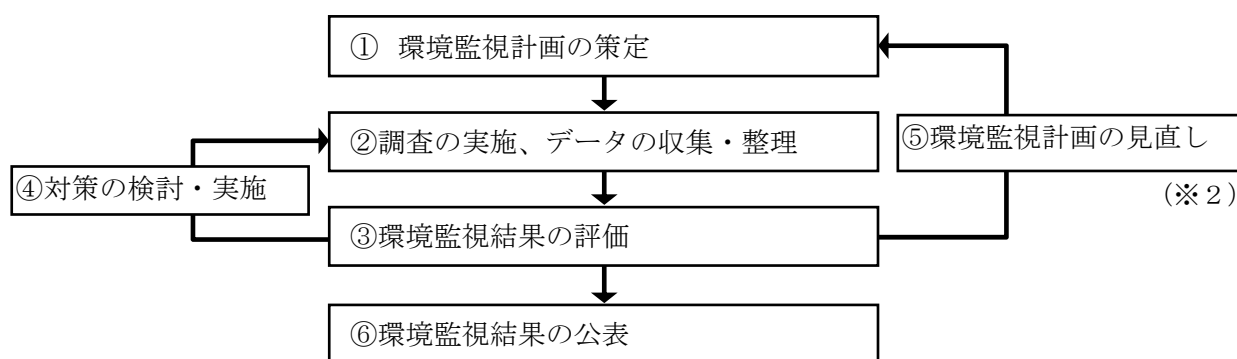 ① 環境監視計画の策定
②調査の実施、データの収集・整理
⑤環境監視計画の見直し
④対策の検討・実施
(※2)
③環境監視結果の評価
⑥環境監視結果の公表